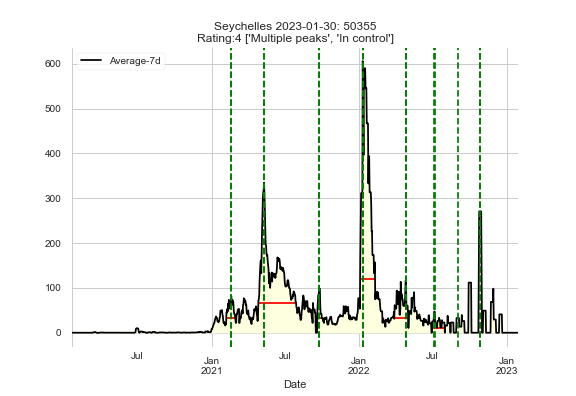 Seychelles 2023-01-30: 50355
Rating:4 ['Multiple peaks', 'In control']
Average-7d
600
500
400
300
200
100
0
Jul
Jan
2021
Jul
Jan
2022
Jul
Jan
2023
Date